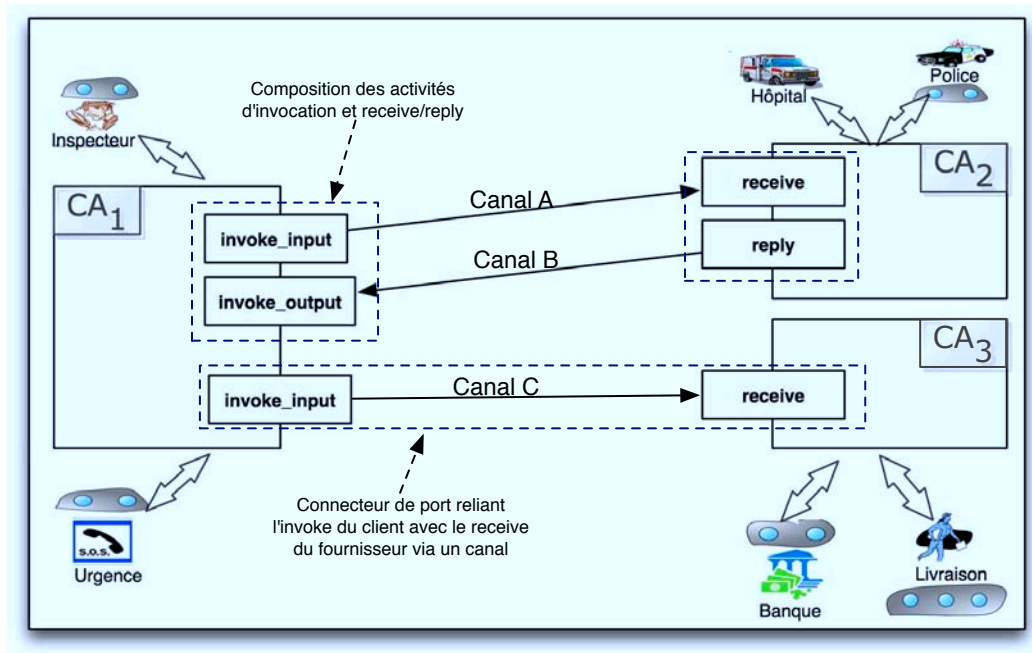 Inspecteur
Composition des activités
d'invocation et receive/reply
Hôpital
Police
CA1
CA2
invoke_input
Canal A
receive
invoke_output
Canal B
reply
CA3
invoke_input
Canal C
receive
Connecteur de port reliant
l'invoke du client avec le receive
du fournisseur via un canal
S.O.S.
Urgence
Banque
Livraison